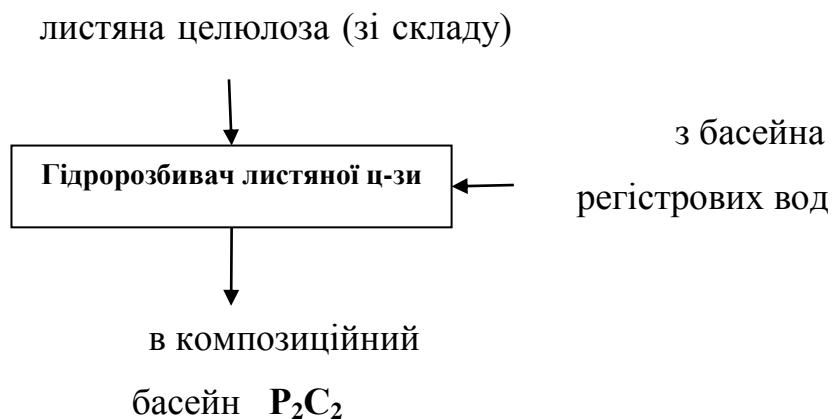 листяна целюлоза (зі складу)
з басейна
Гідророзбивач листяної ц-зи
регістрових вод
в композиційний
басейн P₂C₂